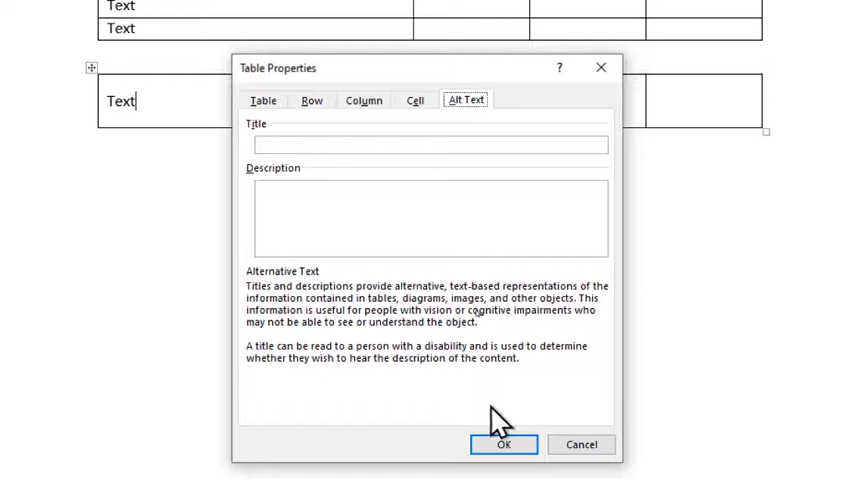 Text
Text
Table Properties ?
Text
Table Row Column Cell Alt Text
Title
Description
Alternative Text
Titles and descriptions provide alternative, text-based representations of the
information contained in tables, diagrams, images, and other objects. This
information is useful for people with vision or cognitive impairments who
may not be able to see or understand the object.
A title can be read to a person with a disability and is used to determine
whether they wish to hear the description of the content.
OK Cancel